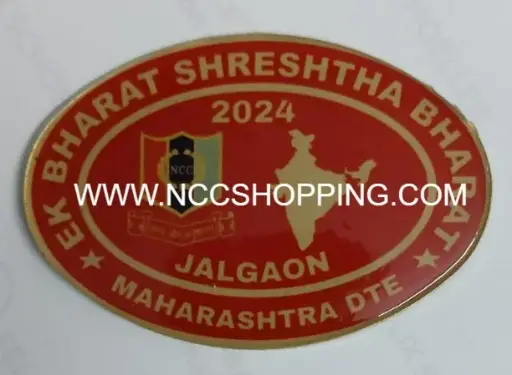 EK BHARAT SHRESHTHA BHARAT
2024
NCC
WWW.NCCSHOPPING.COM
JALGAON
MAHARASHTRA DTE